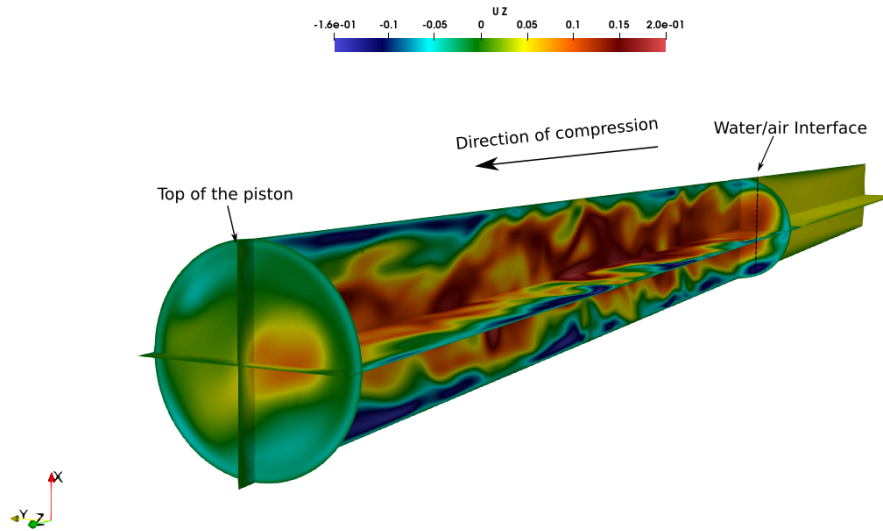 U Z
-1.6e-01 -0.1 -0.05 0 0.05 0.1 0.15 2.0e-01
Direction of compression
Water/air Interface
Top of the piston
X
Y Z